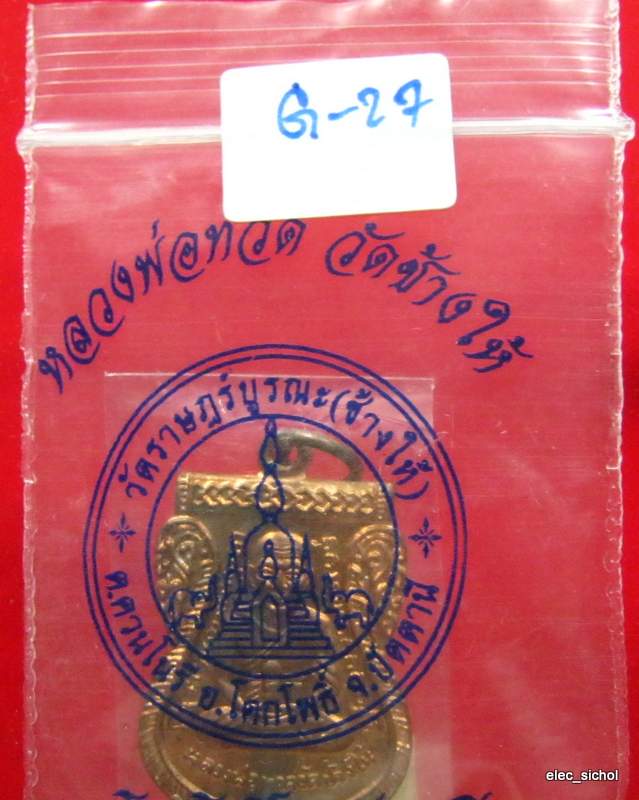 G-27
หลวงพ่อทวด วัดช้างให้
วัดราษฎร์บูรณะ(ช้างให้)
ต.ควนโนรี อ.โคกโพธิ์ จ.ปัตตานี
elec_sichol